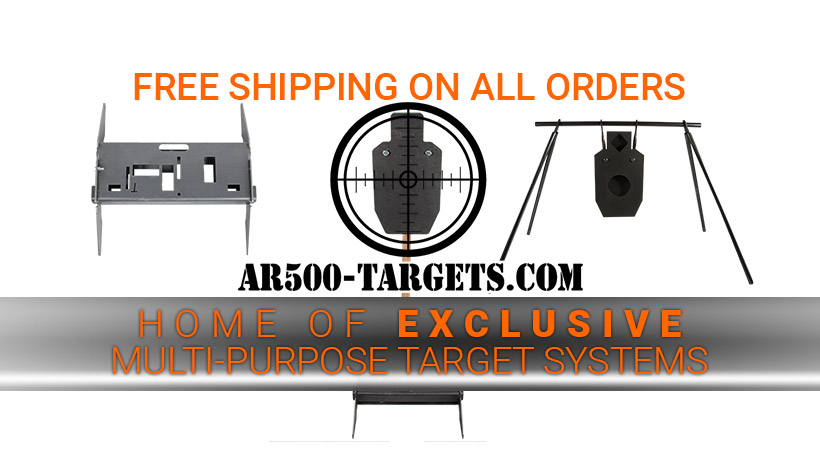 FREE SHIPPING ON ALL ORDERS
AR500-TARGETS.COM
HOME OF EXCLUSIVE
MULTI-PURPOSE TARGET SYSTEMS